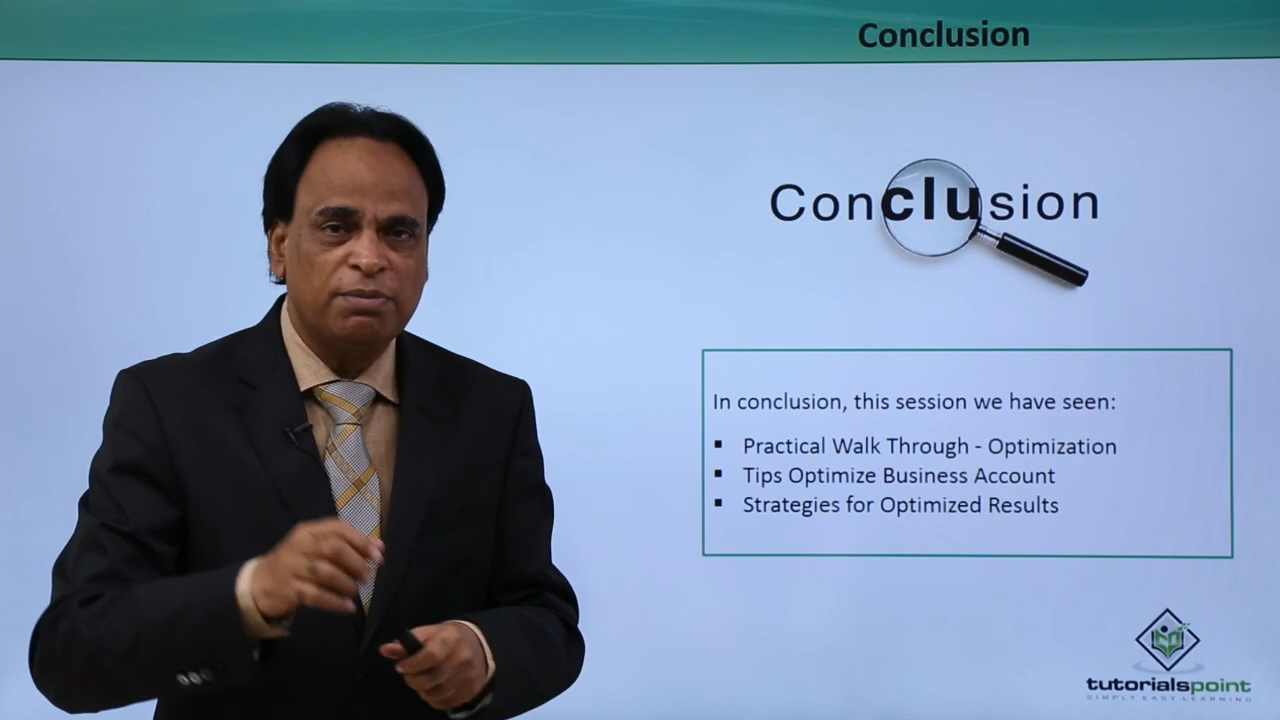 Conclusion
Conclusion
In conclusion, this session we have seen:
▪ Practical Walk Through - Optimization
▪ Tips Optimize Business Account
▪ Strategies for Optimized Results
tutorialspoint
SIMPLY EASY LEARNING